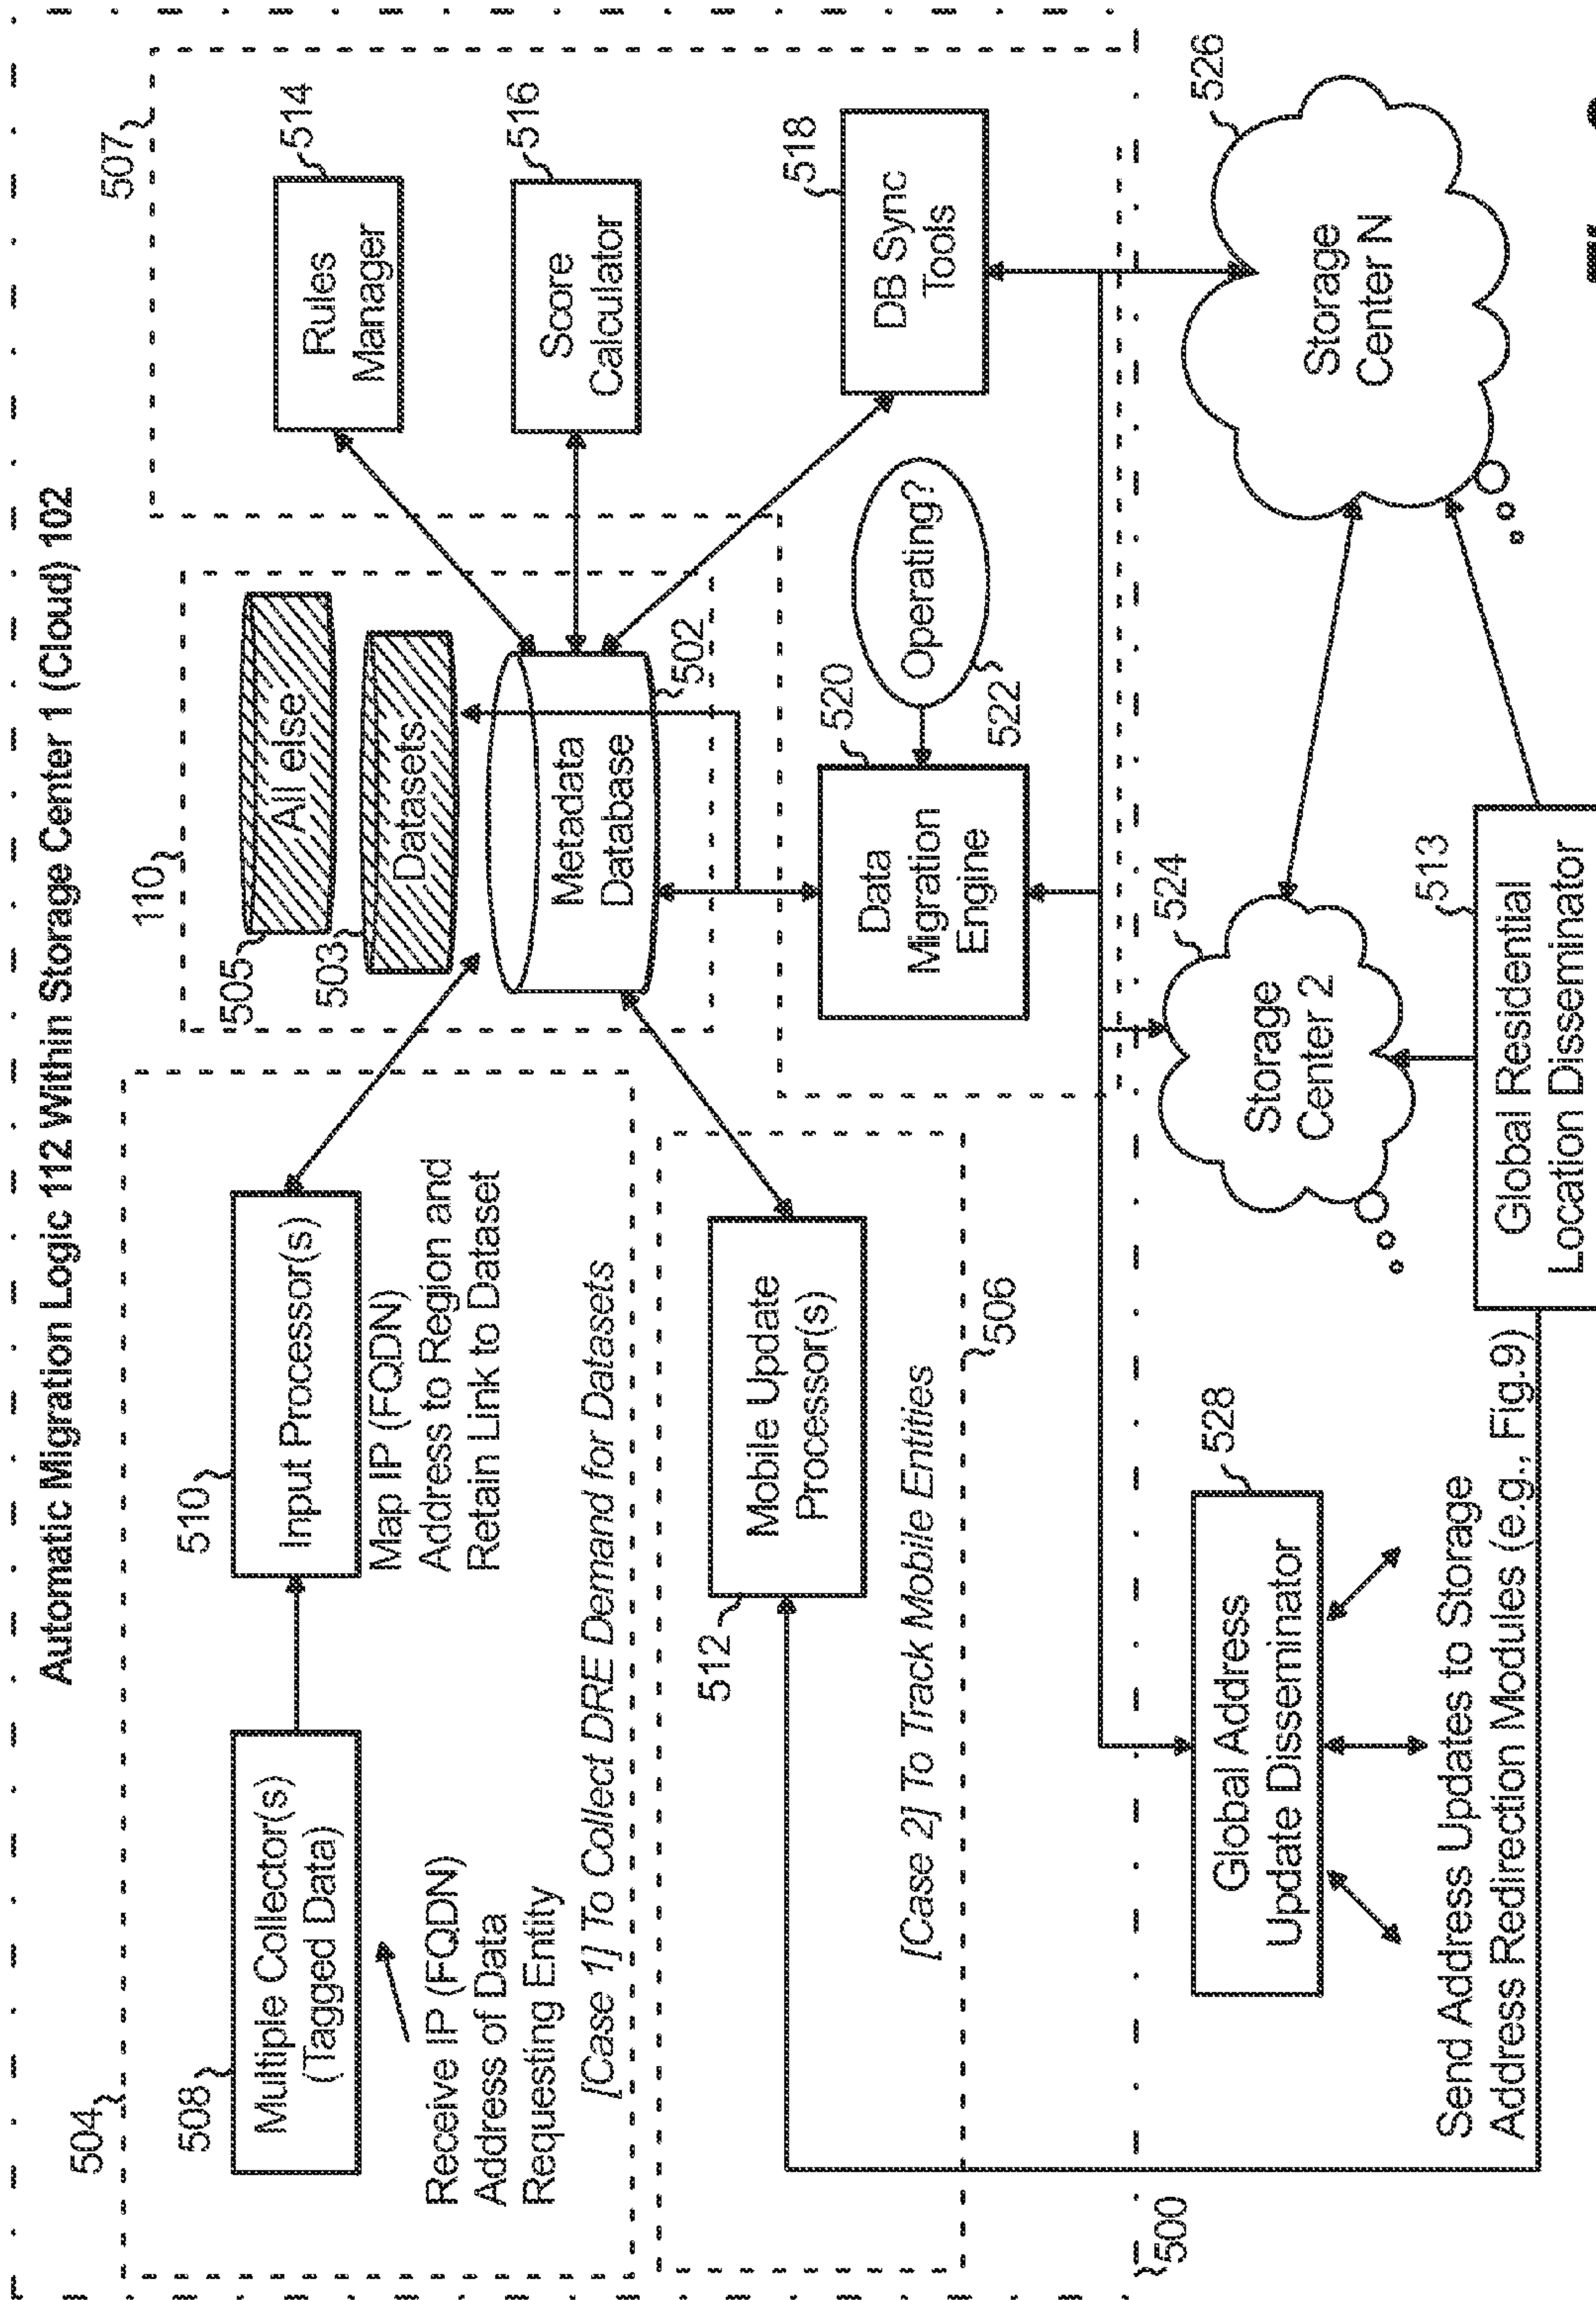 Automatic Migration Logic 112 Within Storage Center 1 (Cloud) 102
504
508
Multiple Collector(s)
(Tagged Data)
Receive IP (FQDN)
Address of Data
Requesting Entity
510
Input Processor(s)
Map IP (FQDN)
Address to Region and
Retain Link to Dataset
[Case 1] To Collect DRE Demand for Datasets
512
Mobile Update
Processor(s)
[Case 2] To Track Mobile Entities
506
110
505
All else
503
Datasets
Metadata
Database
502
507
Rules
Manager
514
Score
Calculator
516
518
DB Sync
Tools
520
Data
Migration
Engine
Operating?
522
500
528
Global Address
Update Disseminator
Send Address Updates to Storage
Address Redirection Modules (e.g., Fig.9)
524
Storage
Center 2
526
Storage
Center N
513
Global Residential
Location Disseminator